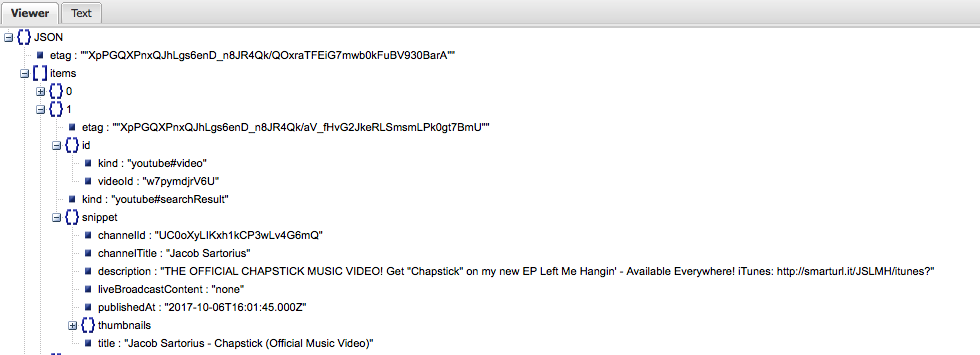 Viewer Text
JSON
etag : ""XpPGQXPnxQJhLgs6enD_n8JR4Qk/QOxraTFEiG7mwb0kFuBV930BarA""
items
0
1
etag : ""XpPGQXPnxQJhLgs6enD_n8JR4Qk/aV_fHvG2JkeRLSmsmLPk0gt7BmU""
id
kind : "youtube#video"
videoId : "w7pymdjrV6U"
kind : "youtube#searchResult"
snippet
channelId : "UC0oXyLIKxh1kCP3wLv4G6mQ"
channelTitle : "Jacob Sartorius"
description : "THE OFFICIAL CHAPSTICK MUSIC VIDEO! Get "Chapstick" on my new EP Left Me Hangin' - Available Everywhere! iTunes: http://smarturl.it/JSLMH/itunes?"
liveBroadcastContent : "none"
publishedAt : "2017-10-06T16:01:45.000Z"
thumbnails
title : "Jacob Sartorius - Chapstick (Official Music Video)"